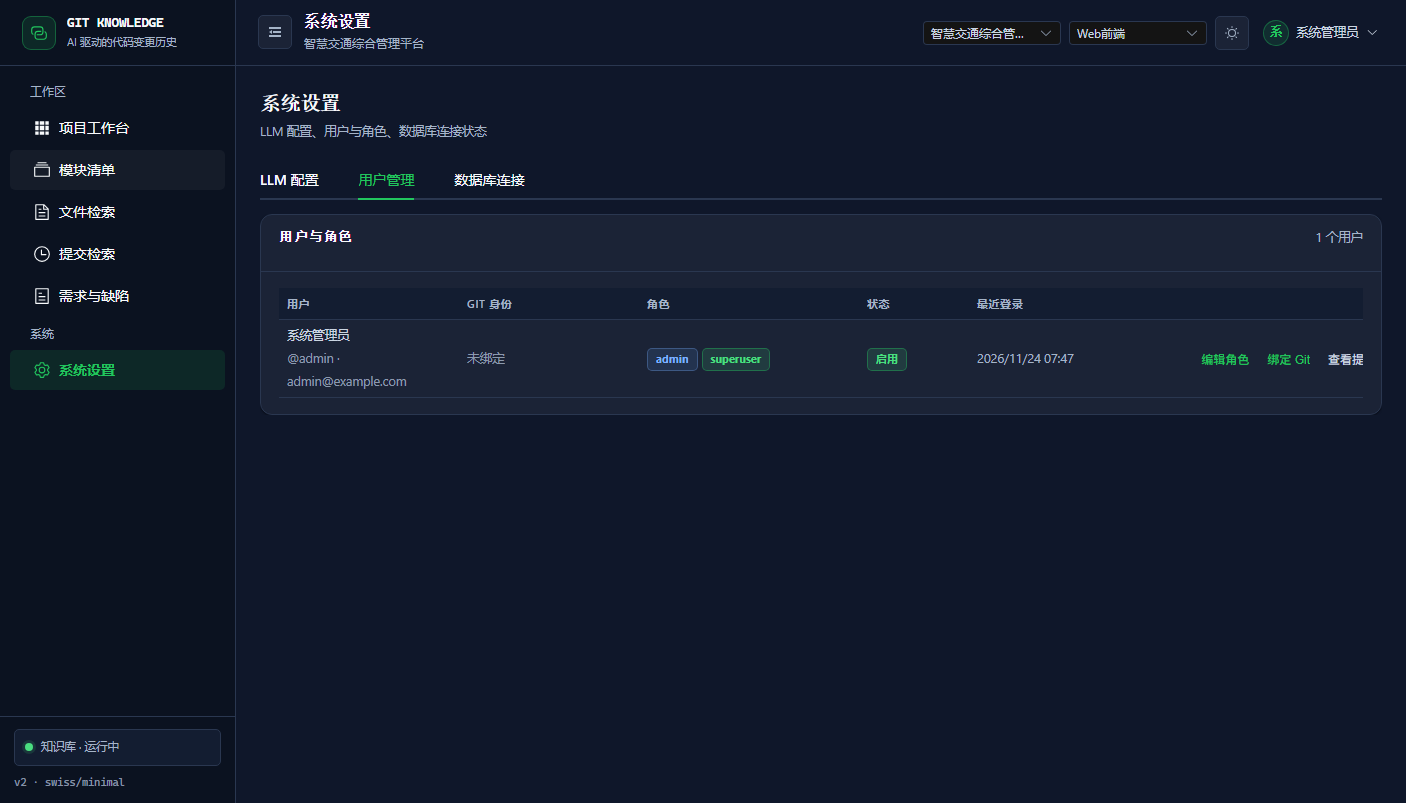 GIT KNOWLEDGE
AI 驱动的代码变更历史
系统设置
智慧交通综合管理平台
智慧交通综合管...
Web前端
系
系统管理员
工作区
项目工作台
模块清单
文件检索
提交检索
需求与缺陷
系统
系统设置
知识库 · 运行中
v2 · swiss/minimal
系统设置
LLM 配置、用户与角色、数据库连接状态
LLM 配置
用户管理
数据库连接
用户与角色
1 个用户
用户 GIT 身份 角色 状态 最近登录
系统管理员
@admin ·
admin@example.com
未绑定
admin superuser
启用
2026/11/24 07:47
编辑角色 绑定 Git 查看提